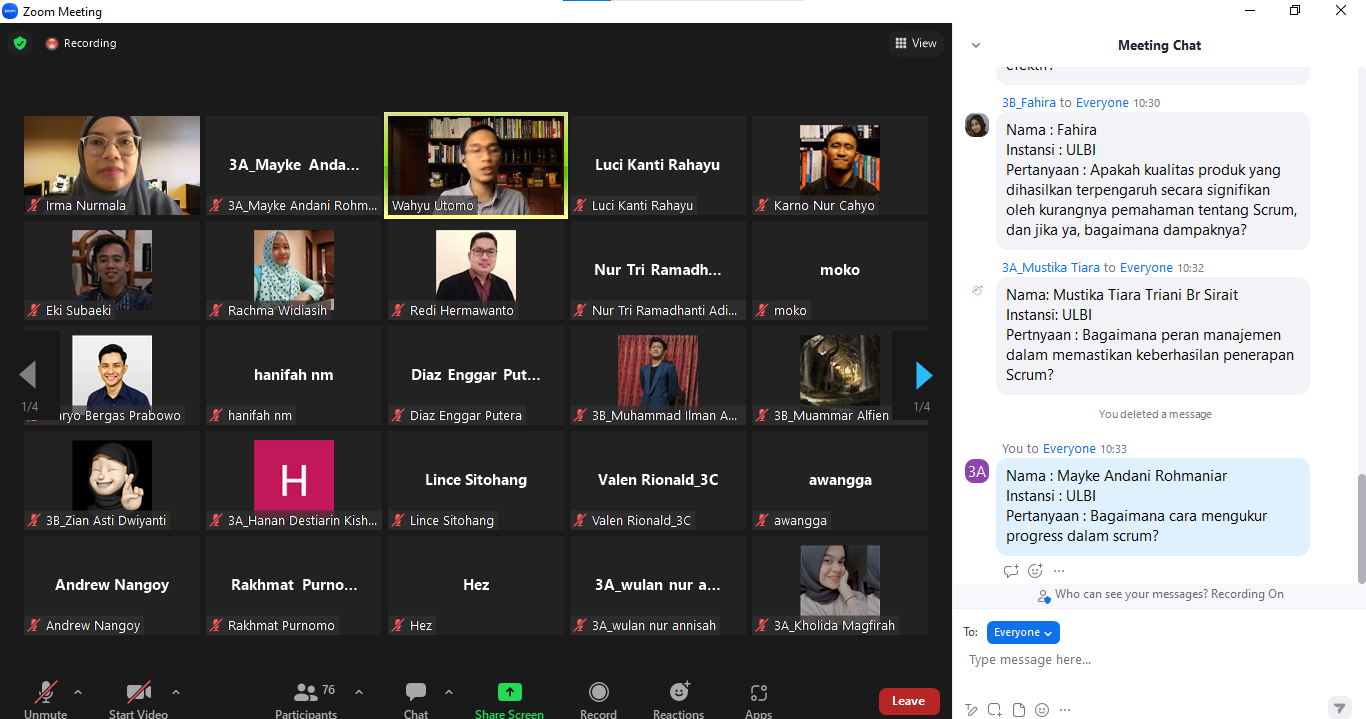 Zoom Meeting
Recording
View
Irma Nurmala
3A_Mayke Anda...
3A_Mayke Andani Rohm...
Wahyu Utomo
Luci Kanti Rahayu
Luci Kanti Rahayu
Karno Nur Cahyo
Eki Subaeki
Rachma Widiasih
Redi Hermawanto
Nur Tri Ramadh...
Nur Tri Ramadhanti Adi...
moko
moko
1/4
aryo Bergas Prabowo
hanifah nm
hanifah nm
Diaz Enggar Put...
Diaz Enggar Putera
3B_Muhammad Ilman A...
3B_Muammar Alfien
1/4
3B_Zian Asti Dwiyanti
H
3A_Hanan Destiarin Kish...
Lince Sitohang
Lince Sitohang
Valen Rionald_3C
Valen Rionald_3C
awangga
awangga
Andrew Nangoy
Andrew Nangoy
Rakhmat Purno...
Rakhmat Purnomo
Hez
Hez
3A_wulan nur a...
3A_wulan nur annisah
3A_Kholida Magfirah
Unmute
Start Video
76
Participants
Chat
Share Screen
Record
Reactions
Apps
Leave
Meeting Chat
efektif?
3B_Fahira to Everyone 10:30
Nama : Fahira
Instansi : ULBI
Pertanyaan : Apakah kualitas produk yang
dihasilkan terpengaruh secara signifikan
oleh kurangnya pemahaman tentang Scrum,
dan jika ya, bagaimana dampaknya?
3A_Mustika Tiara to Everyone 10:32
Nama: Mustika Tiara Triani Br Sirait
Instansi: ULBI
Pertnyaan : Bagaimana peran manajemen
dalam memastikan keberhasilan penerapan
Scrum?
You deleted a message
You to Everyone 10:33
3A
Nama : Mayke Andani Rohmaniar
Instansi : ULBI
Pertanyaan : Bagaimana cara mengukur
progress dalam scrum?
Who can see your messages? Recording On
To: Everyone
Type message here...